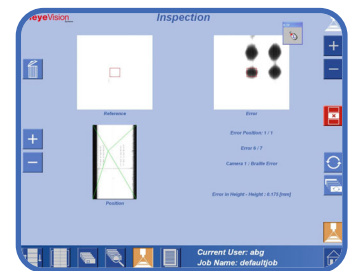 eyeVision
Inspection
Reference
Error
Error Position: 1 / 1
Error 6 / 7
Camera 1 : Braille Error
Error in Height - Height : 0.173 [mm]
Position
Current User: abg
Job Name: defaultjob